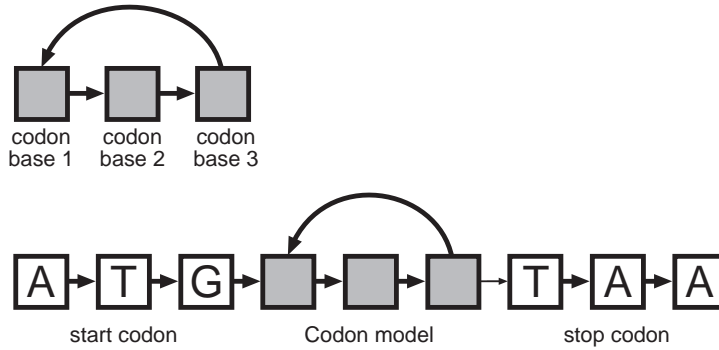 codon codon codon
base 1 base 2 base 3
A T G T A A
start codon Codon model stop codon